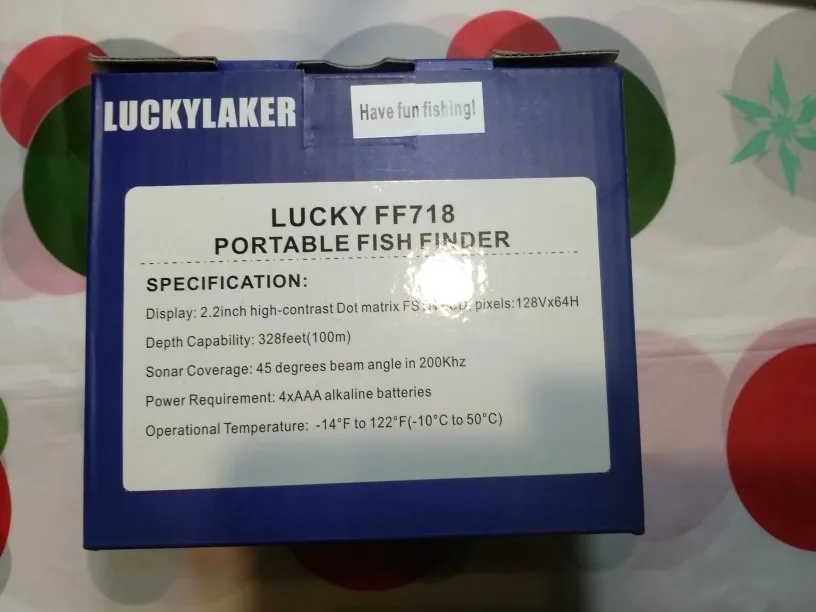 LUCKYLAKER
Have fun fishing!
LUCKY FF718
PORTABLE FISH FINDER
SPECIFICATION:
Display: 2.2inch high-contrast Dot matrix pixels:128Vx64H
Depth Capability: 328feet(100m)
Sonar Coverage: 45 degrees beam angle in 200Khz
Power Requirement: 4xAAA alkaline batteries
Operational Temperature: -14°F to 122°F(-10°C to 50°C)